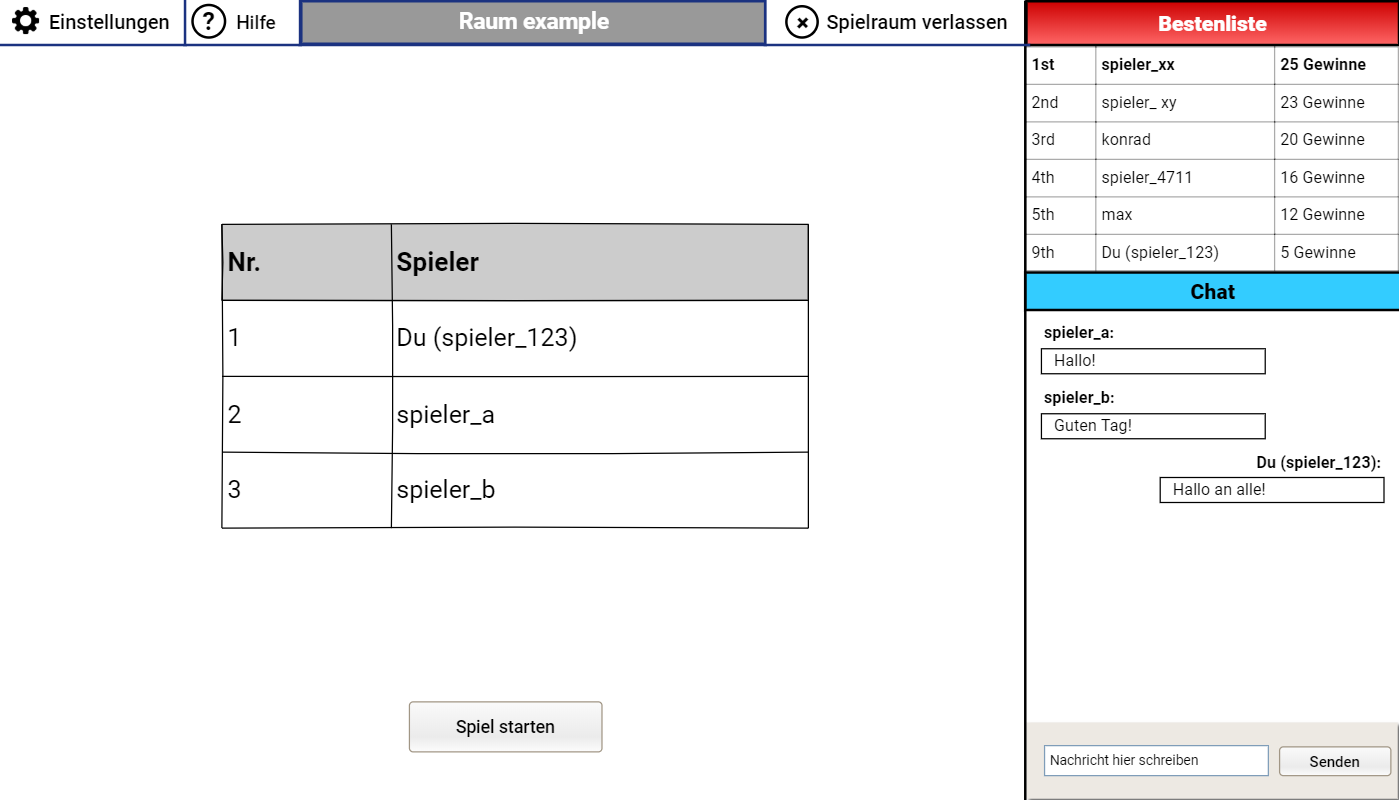 Einstellungen
? Hilfe
Raum example
Spielraum verlassen
Nr. Spieler
1 Du (spieler_123)
2 spieler_a
3 spieler_b
Spiel starten
Bestenliste
1st spieler_xx 25 Gewinne
2nd spieler_ xy 23 Gewinne
3rd konrad 20 Gewinne
4th spieler_4711 16 Gewinne
5th max 12 Gewinne
9th Du (spieler_123) 5 Gewinne
Chat
spieler_a:
Hallo!
spieler_b:
Guten Tag!
Du (spieler_123):
Hallo an alle!
Nachricht hier schreiben Senden